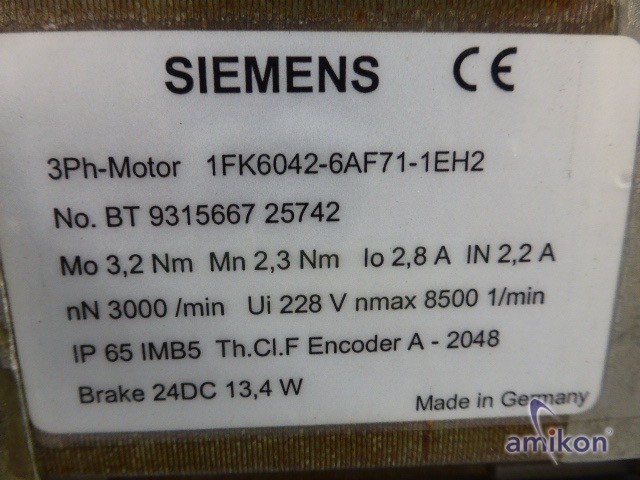 SIEMENS CE
3Ph-Motor 1FK6042-6AF71-1EH2
No. BT 9315667 25742
Mo 3,2 Nm Mn 2,3 Nm Io 2,8 A IN 2,2 A
nN 3000 /min Ui 228 V nmax 8500 1/min
IP 65 IMB5 Th.Cl.F Encoder A - 2048
Brake 24DC 13,4 W
Made in Germany
amikon